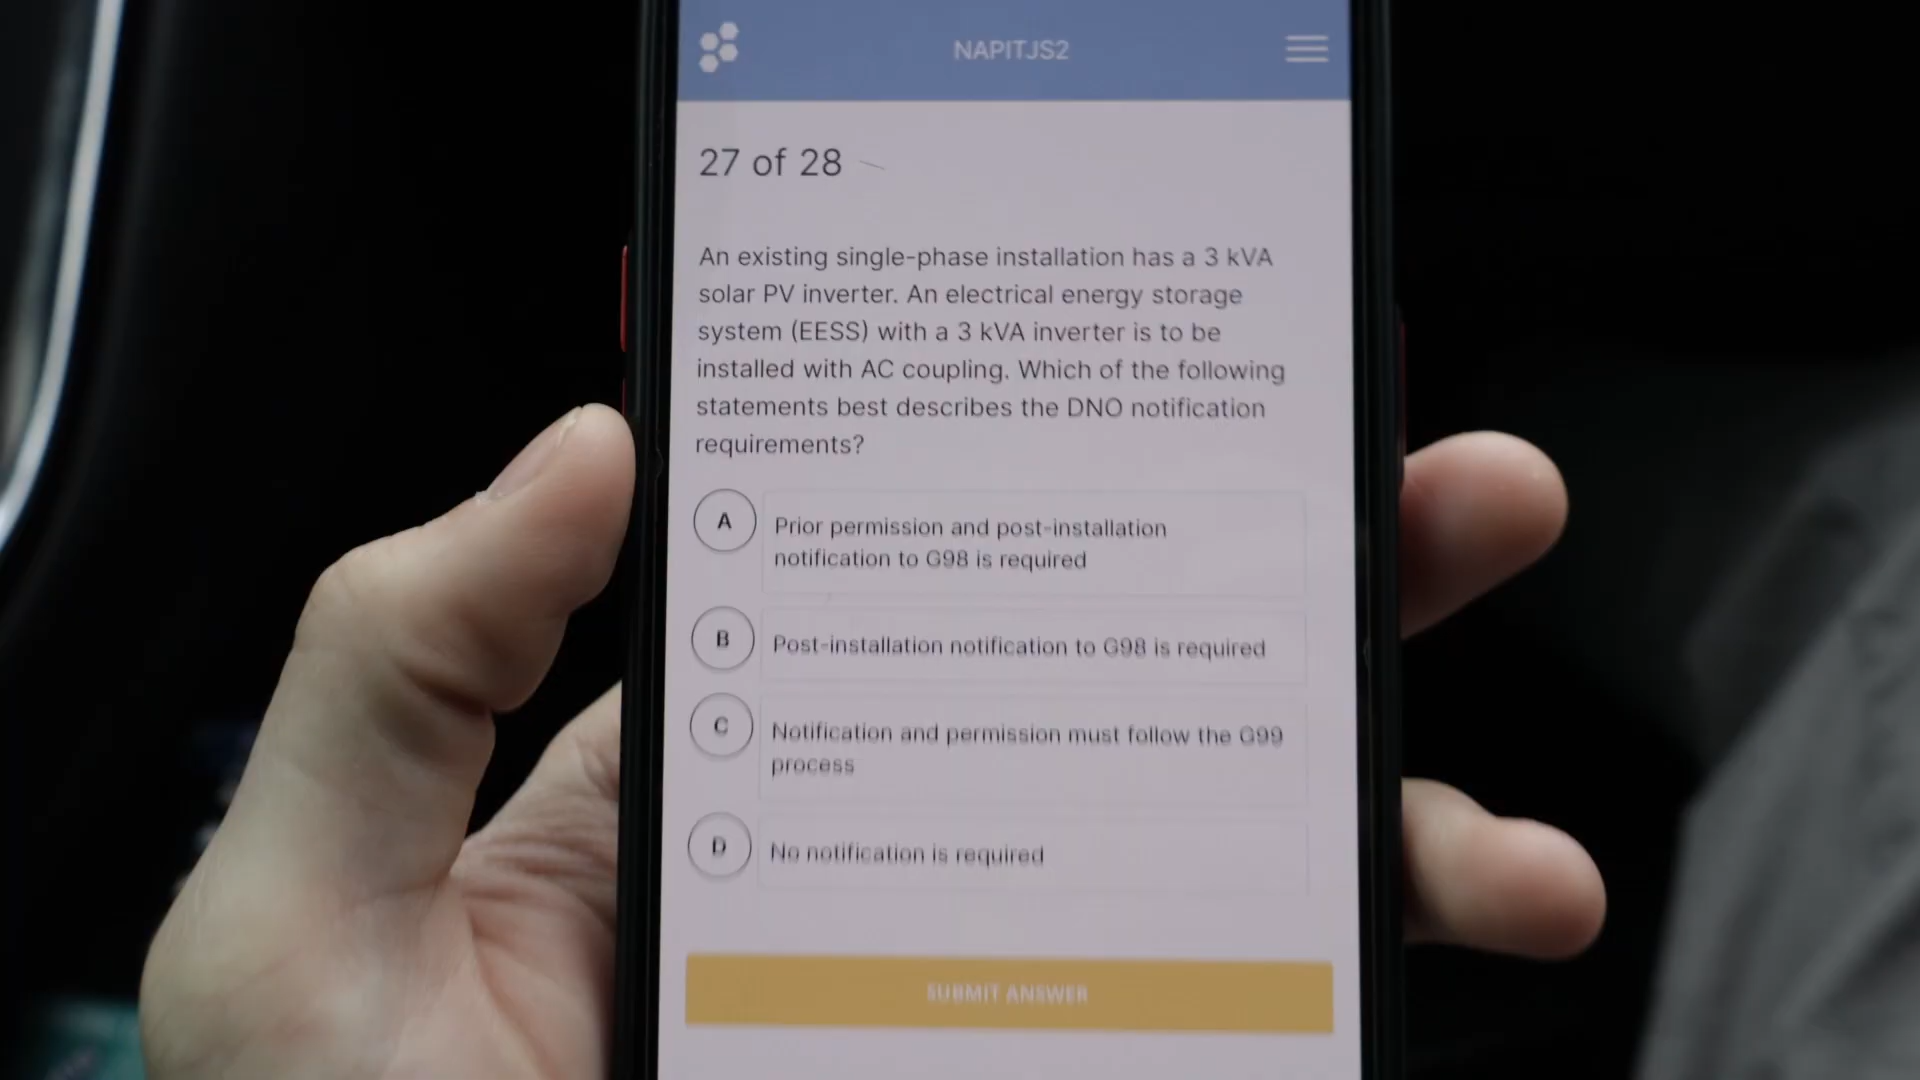 NAPITJS2
27 of 28
An existing single-phase installation has a 3 kVA
solar PV inverter. An electrical energy storage
system (EESS) with a 3 kVA inverter is to be
installed with AC coupling. Which of the following
statements best describes the DNO notification
requirements?
A
Prior permission and post-installation
notification to G98 is required
B
Post-installation notification to G98 is required
C
Notification and permission must follow the G99
process
D
No notification is required
SUBMIT ANSWER